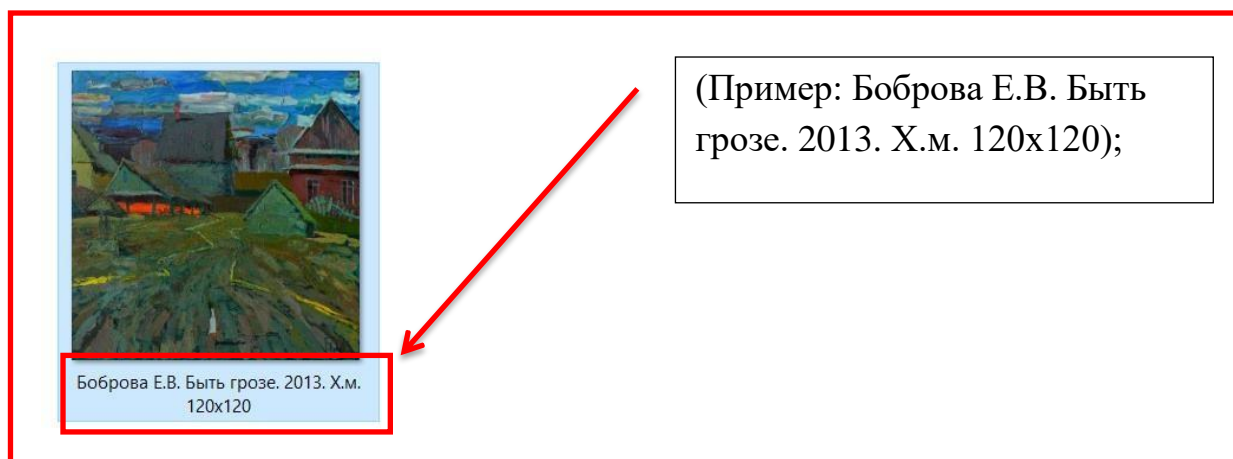 (Пример: Боброва Е.В. Быть
грозе. 2013. Х.м. 120х120);
Боброва Е.В. Быть грозе. 2013. Х.м.
120х120